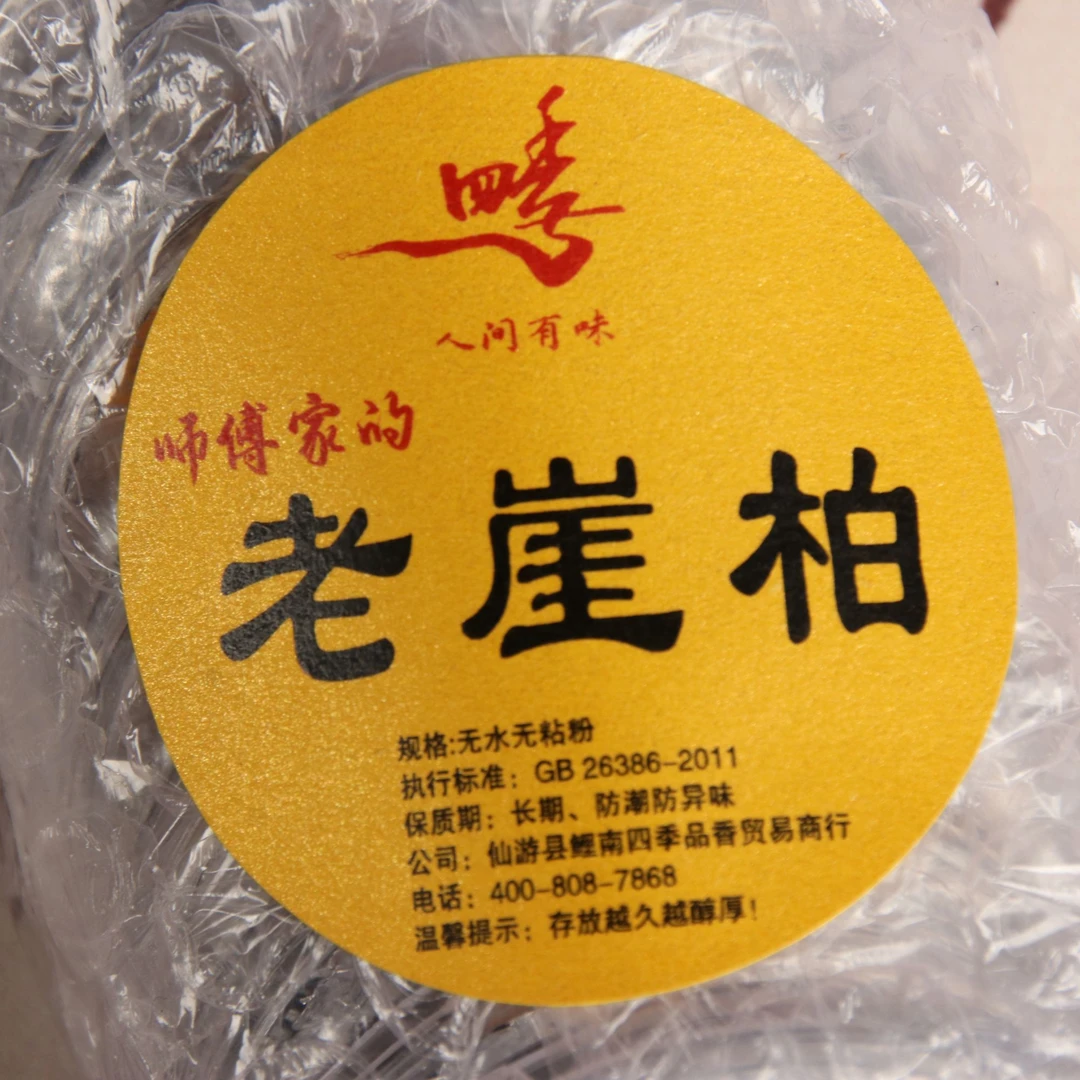 四季
人间有味
师傅家的
老崖柏
规格:无水无粘粉
执行标准：GB 26386-2011
保质期：长期、防潮防异味
公司：仙游县鲤南四季品香贸易商行
电话：400-808-7868
温馨提示：存放越久越醇厚！